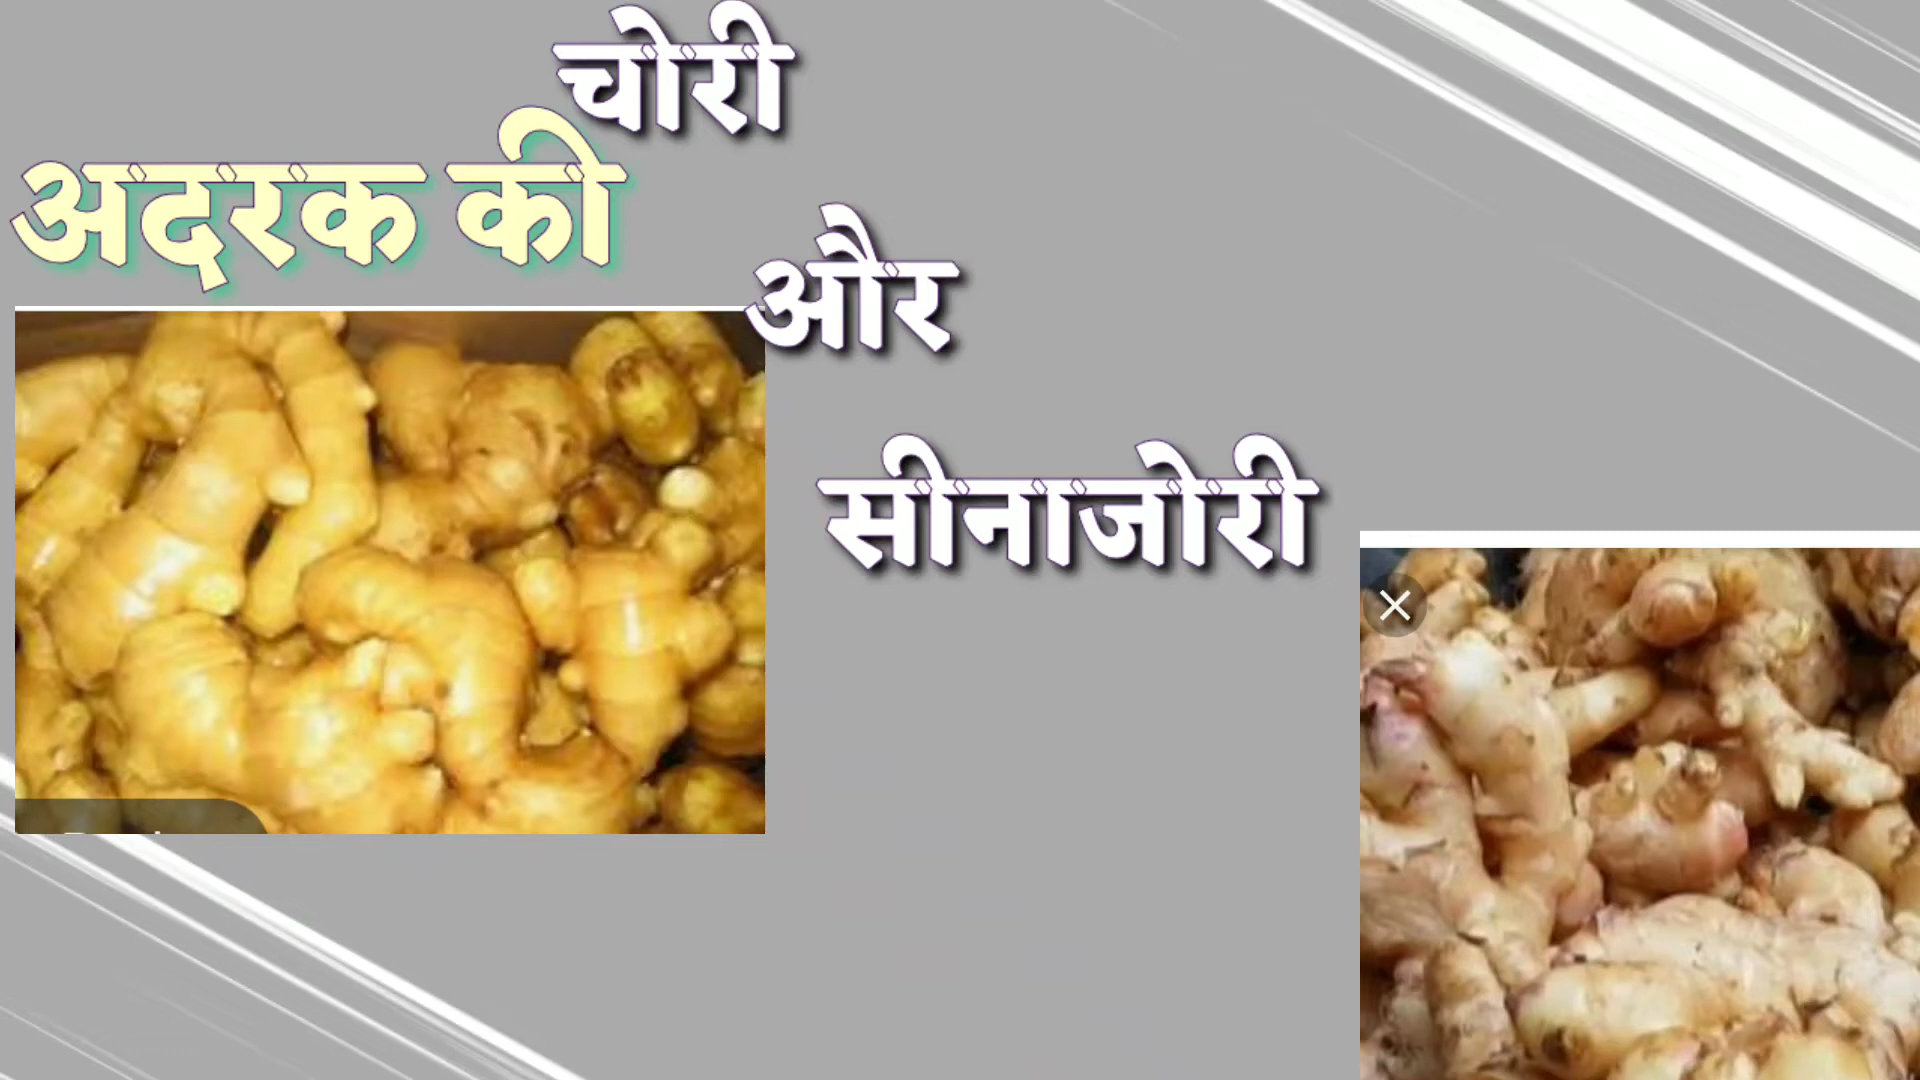 चोरी
अदरक की
और
सीनाजोरी